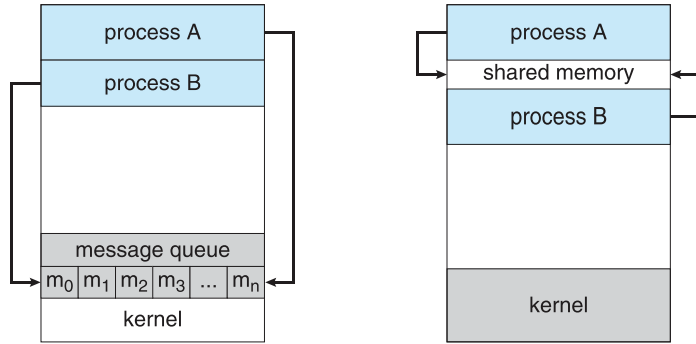 process A
process B
message queue
m0 m1 m2 m3 ... mn
kernel
process A
shared memory
process B
kernel